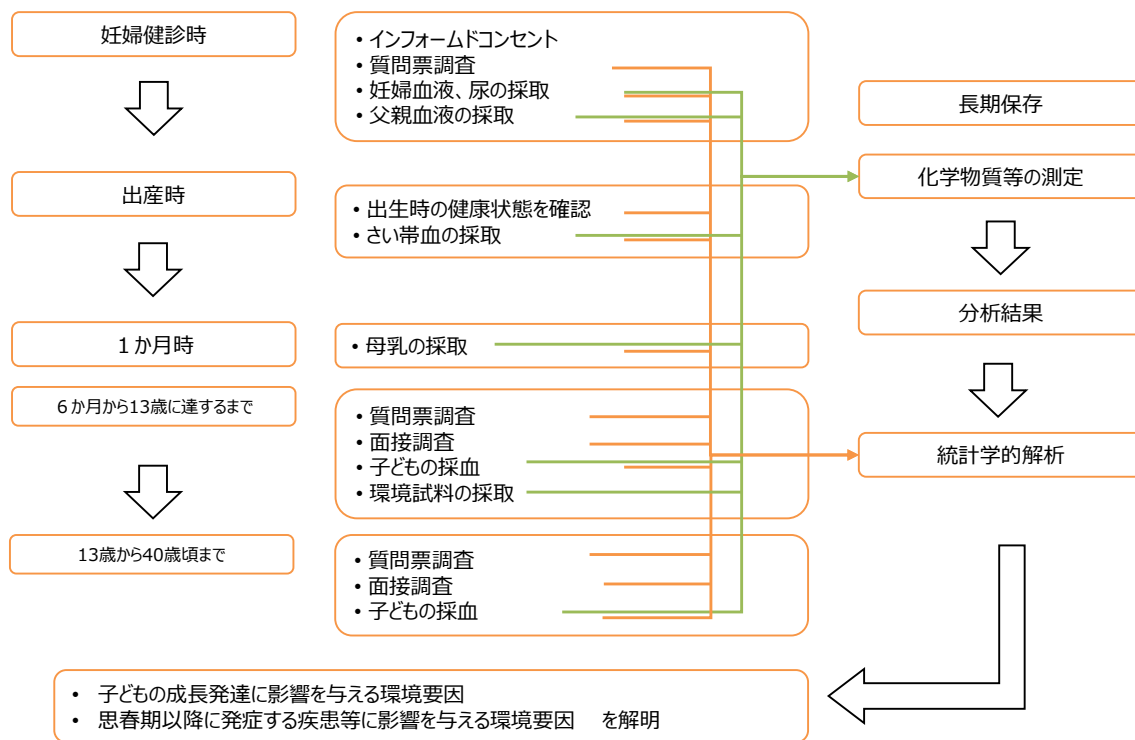 妊婦健診時
出産時
１か月時
６か月から13歳に達するまで
13歳から40歳頃まで
• インフォームドコンセント
• 質問票調査
• 妊婦血液、尿の採取
• 父親血液の採取
• 出生時の健康状態を確認
• さい帯血の採取
• 母乳の採取
• 質問票調査
• 面接調査
• 子どもの採血
• 環境試料の採取
• 質問票調査
• 面接調査
• 子どもの採血
長期保存
化学物質等の測定
分析結果
統計学的解析
• 子どもの成長発達に影響を与える環境要因
• 思春期以降に発症する疾患等に影響を与える環境要因　を解明